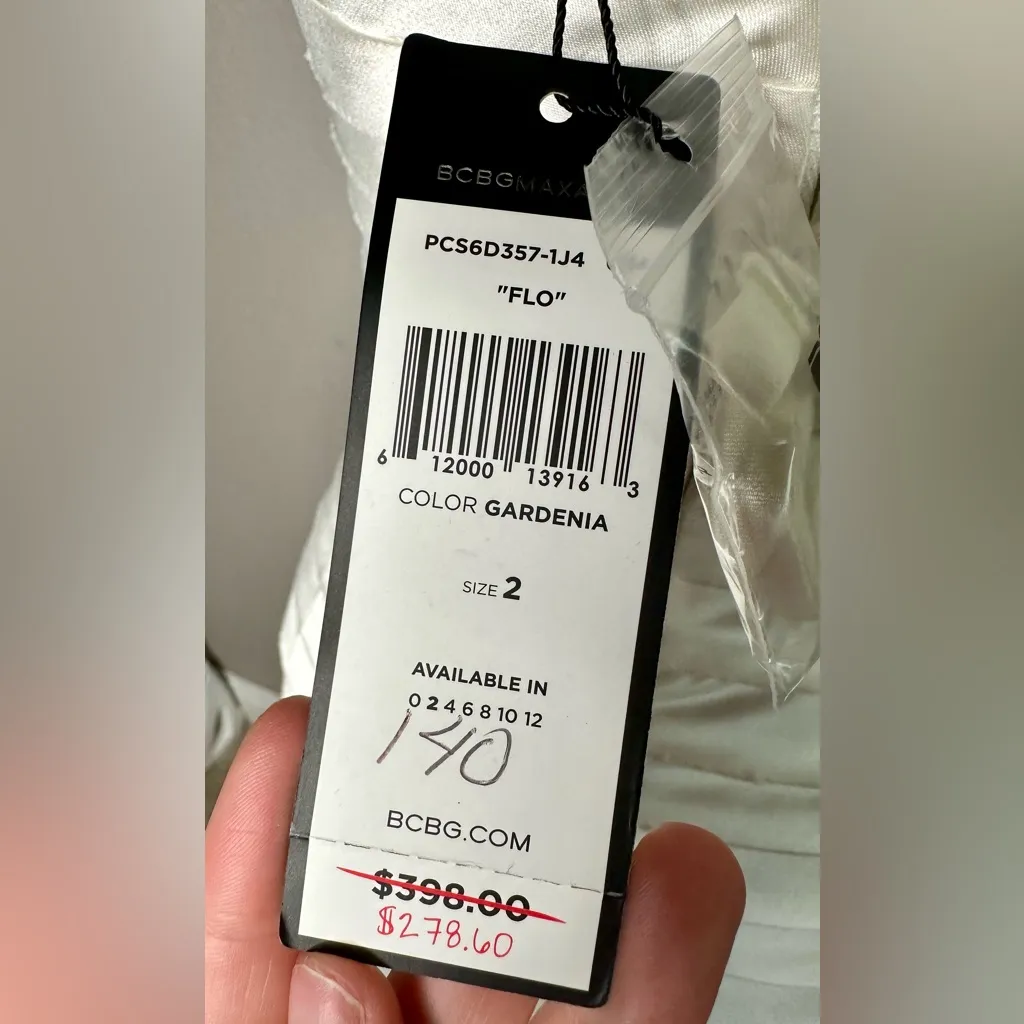 BCBGMAXA
PCS6D357-1J4
"FLO"
6 12000 13916 3
COLOR GARDENIA
SIZE 2
AVAILABLE IN
0 2 4 6 8 10 12
140
BCBG.COM
$398.00
$278.60